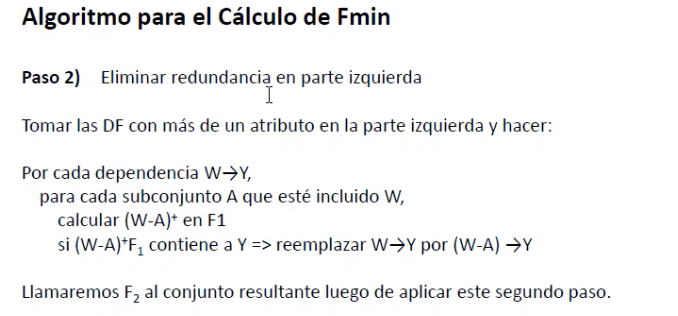 Algoritmo para el Cálculo de Fmin
Paso 2) Eliminar redundancia en parte izquierda
Tomar las DF con más de un atributo en la parte izquierda y hacer:
Por cada dependencia W→Y,
para cada subconjunto A que esté incluido W,
calcular (W-A)⁺ en F1
si (W-A)⁺F₁ contiene a Y => reemplazar W→Y por (W-A) →Y
Llamaremos F₂ al conjunto resultante luego de aplicar este segundo paso.